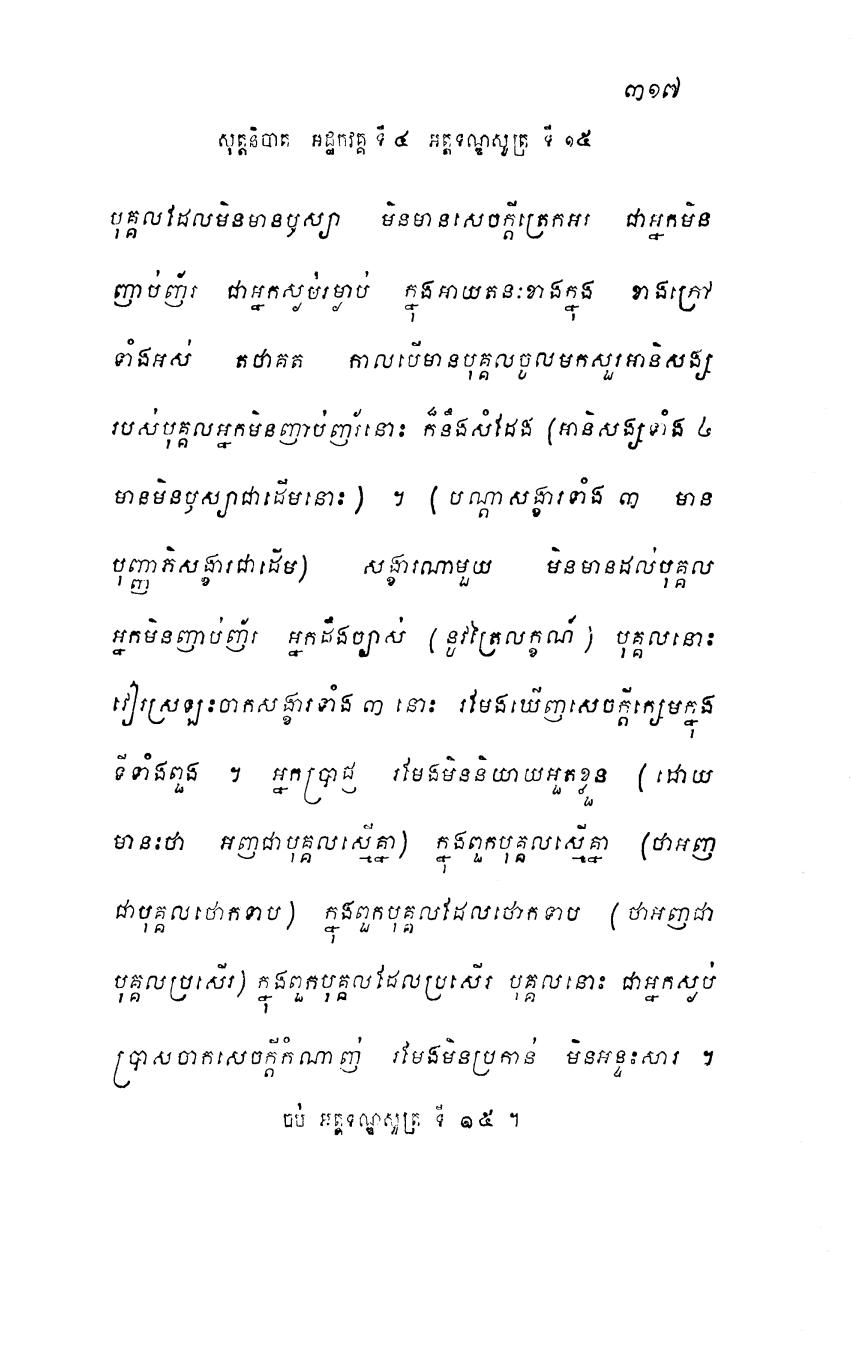 ៣១៧
សុត្តនិបាត អដ្ឋកវគ្គ ទី ៤ អត្តទណ្ឌសូត្រ ទី ១៥
បុគ្គលដែលមិនមានឫស្យា មិនមានសេចក្តីត្រេកអរ ជាអ្នកមិន
ញាប់ញ័រ ជាអ្នកស្ងប់រម្ងាប់ ក្នុងអាយតនៈខាងក្នុង ខាងក្រៅ
ទាំងអស់ តថាគត កាលបើមានបុគ្គលចូលមកសួរអានិសង្ស
របស់បុគ្គលអ្នកមិនញាប់ញ័រនោះ ក៏នឹងសំដែង (អានិសង្សទាំង ៤
មានមិនឫស្យាជាដើមនោះ) ។ (បណ្តាសង្ខារទាំង ៣ មាន
បុញ្ញាភិសង្ខារជាដើម) សង្ខារណាមួយ មិនមានដល់បុគ្គល
អ្នកមិនញាប់ញ័រ អ្នកដឹងច្បាស់ (នូវត្រៃលក្ខណ៍) បុគ្គលនោះ
វៀរស្រឡះចាកសង្ខារទាំង ៣ នោះ រមែងឃើញសេចក្តីក្សេមក្នុង
ទីទាំងពួង ។ អ្នកប្រាជ្ញ រមែងមិននិយាយអួតខ្លួន (ដោយ
មានះថា អញជាបុគ្គលស្មើគ្នា) ក្នុងពួកបុគ្គលស្មើគ្នា (ថាអញ
ជាបុគ្គលថោកទាប) ក្នុងពួកបុគ្គលដែលថោកទាប (ថាអញជា
បុគ្គលប្រសើរ) ក្នុងពួកបុគ្គលដែលប្រសើរ បុគ្គលនោះ ជាអ្នកស្ងប់
ប្រាសចាកសេចក្តីកំណាញ់ រមែងមិនប្រកាន់ មិនអន្ទះសារ ។
ចប់ អត្តទណ្ឌសូត្រ ទី ១៥ ។